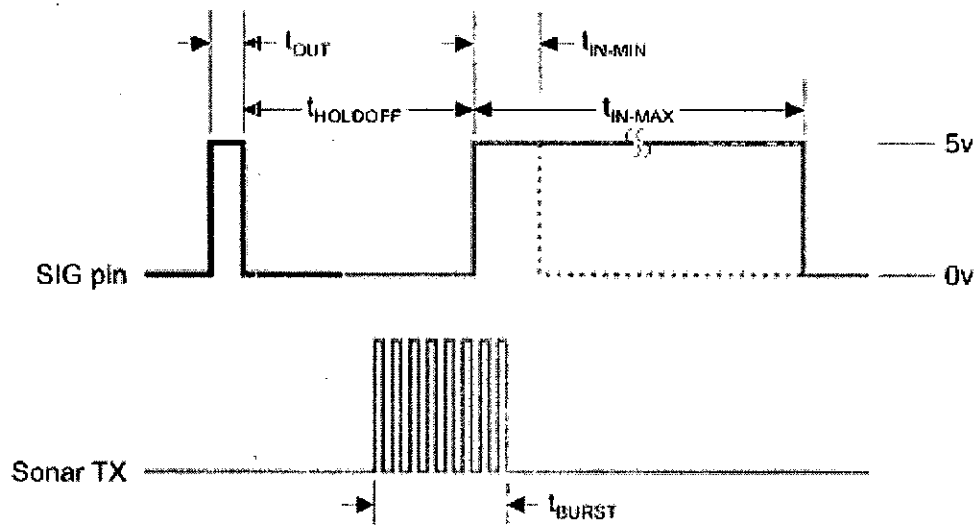 tOUT
tIN-MIN
tHOLDOFF
tIN-MAX
5v
SIG pin
0v
Sonar TX
tBURST